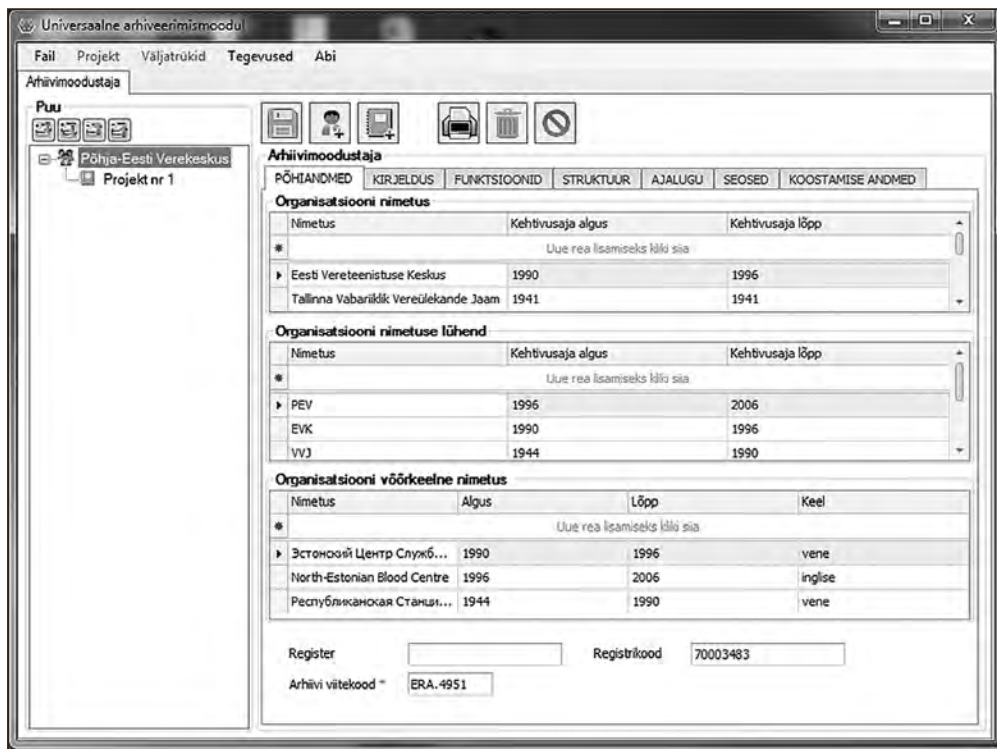 Universaalne arhiveerimismoodul
Fail Projekt Väljatrükid Tegevused Abi
Arhiivimoodustaja
Puu
Põhja-Eesti Verekeskus
Projekt nr 1
Arhiivimoodustaja
PÕHIANDMED KIRJELDUS FUNKTSIOONID STRUKTUUR AJALUGU SEOSED KOOSTAMISE ANDMED
Organisatsiooni nimetus
Nimetus Kehtivusaja algus Kehtivusaja lõpp
Uue rea lisamiseks kliki siia
Eesti Vereteenistuse Keskus 1990 1996
Tallinna Vabariiklik Vereülekande Jaam 1941 1941
Organisatsiooni nimetuse lühend
Nimetus Kehtivusaja algus Kehtivusaja lõpp
Uue rea lisamiseks kliki siia
PEV 1996 2006
EVK 1990 1996
VVJ 1944 1990
Organisatsiooni võõrkeelne nimetus
Nimetus Algus Lõpp Keel
Uue rea lisamiseks kliki siia
Эстонский Центр Служб... 1990 1996 vene
North-Estonian Blood Centre 1996 2006 inglise
Республиканская Станци... 1944 1990 vene
Register Registrikood 70003483
Arhiivi viitekood * ERA.4951